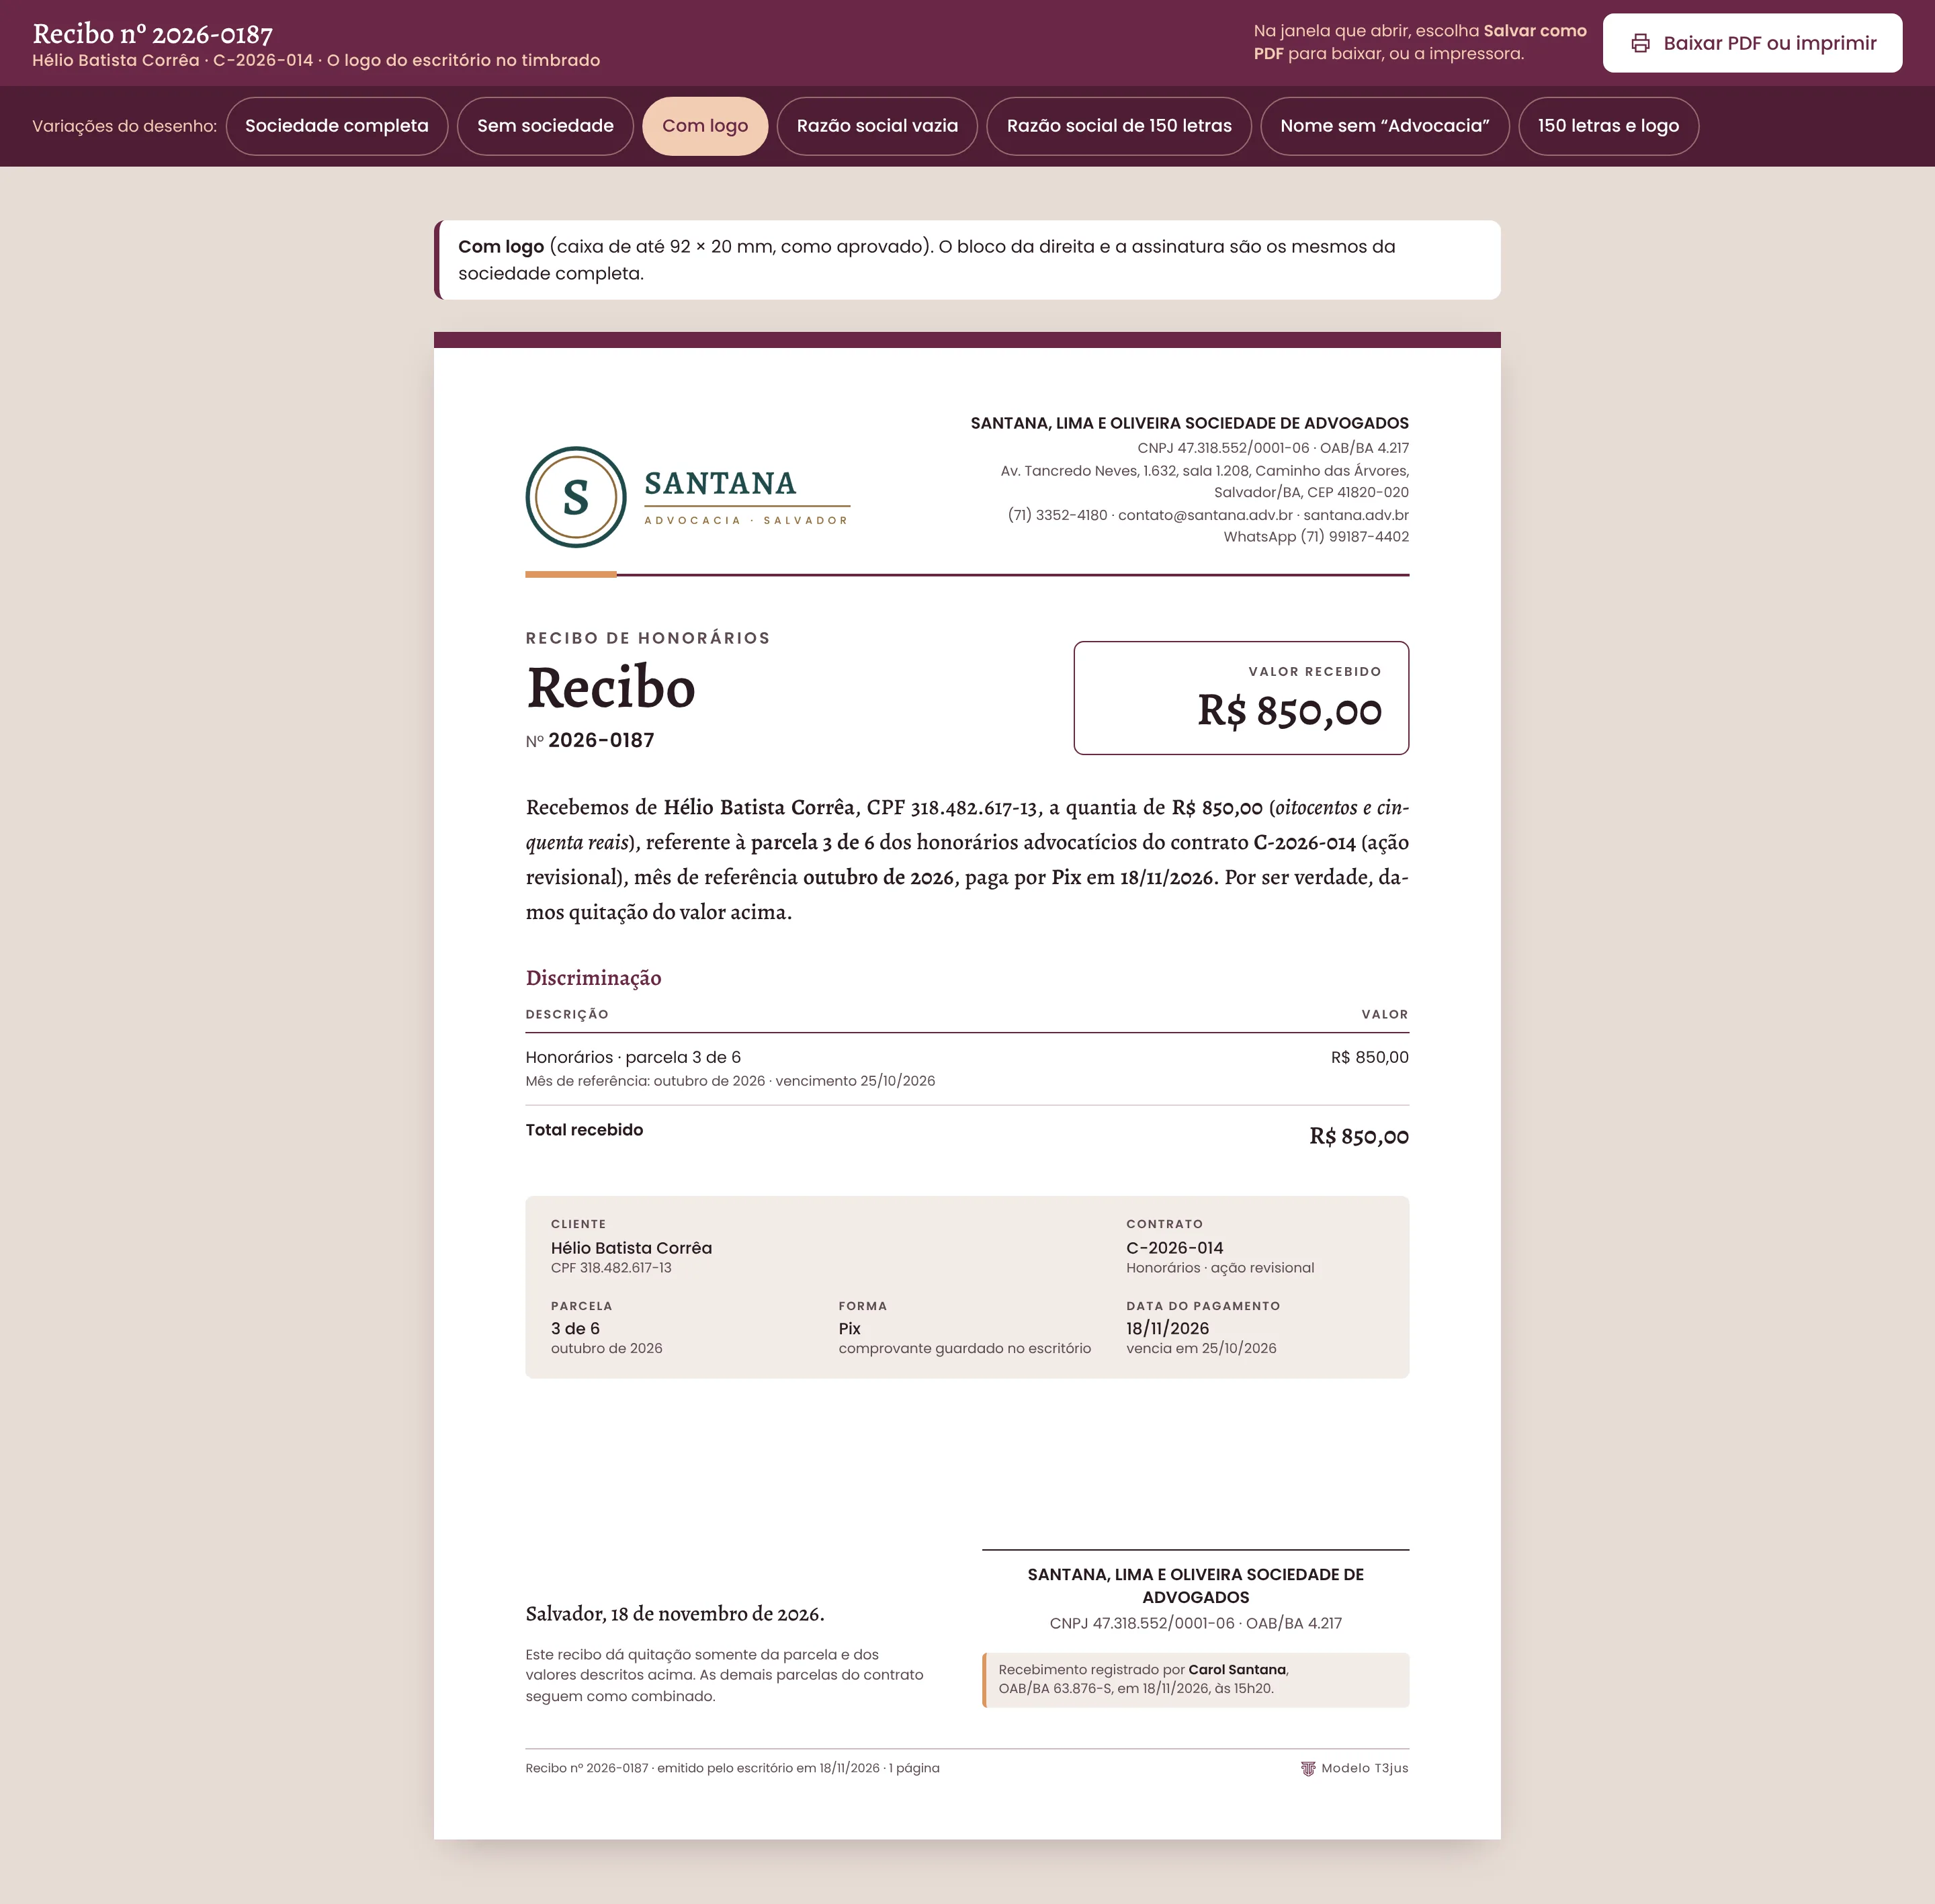 Recibo nº 2026-0187
Hélio Batista Corrêa · C-2026-014 · O logo do escritório no timbrado
Na janela que abrir, escolha Salvar como
PDF para baixar, ou a impressora.
Baixar PDF ou imprimir
Variações do desenho:
Sociedade completa
Sem sociedade
Com logo
Razão social vazia
Razão social de 150 letras
Nome sem “Advocacia”
150 letras e logo
Com logo (caixa de até 92 × 20 mm, como aprovado). O bloco da direita e a assinatura são os mesmos da
sociedade completa.
S
SANTANA
ADVOCACIA · SALVADOR
SANTANA, LIMA E OLIVEIRA SOCIEDADE DE ADVOGADOS
CNPJ 47.318.552/0001-06 · OAB/BA 4.217
Av. Tancredo Neves, 1.632, sala 1.208, Caminho das Árvores,
Salvador/BA, CEP 41820-020
(71) 3352-4180 · contato@santana.adv.br · santana.adv.br
WhatsApp (71) 99187-4402
RECIBO DE HONORÁRIOS
Recibo
Nº 2026-0187
VALOR RECEBIDO
R$ 850,00
Recebemos de Hélio Batista Corrêa, CPF 318.482.617-13, a quantia de R$ 850,00 (oitocentos e cin-
quenta reais), referente à parcela 3 de 6 dos honorários advocatícios do contrato C-2026-014 (ação
revisional), mês de referência outubro de 2026, paga por Pix em 18/11/2026. Por ser verdade, da-
mos quitação do valor acima.
Discriminação
DESCRIÇÃO
VALOR
Honorários · parcela 3 de 6
R$ 850,00
Mês de referência: outubro de 2026 · vencimento 25/10/2026
Total recebido
R$ 850,00
CLIENTE
Hélio Batista Corrêa
CPF 318.482.617-13
CONTRATO
C-2026-014
Honorários · ação revisional
PARCELA
3 de 6
outubro de 2026
FORMA
Pix
comprovante guardado no escritório
DATA DO PAGAMENTO
18/11/2026
vencia em 25/10/2026
Salvador, 18 de novembro de 2026.
Este recibo dá quitação somente da parcela e dos
valores descritos acima. As demais parcelas do contrato
seguem como combinado.
SANTANA, LIMA E OLIVEIRA SOCIEDADE DE
ADVOGADOS
CNPJ 47.318.552/0001-06 · OAB/BA 4.217
Recebimento registrado por Carol Santana,
OAB/BA 63.876-S, em 18/11/2026, às 15h20.
Recibo nº 2026-0187 · emitido pelo escritório em 18/11/2026 · 1 página
Modelo T3jus